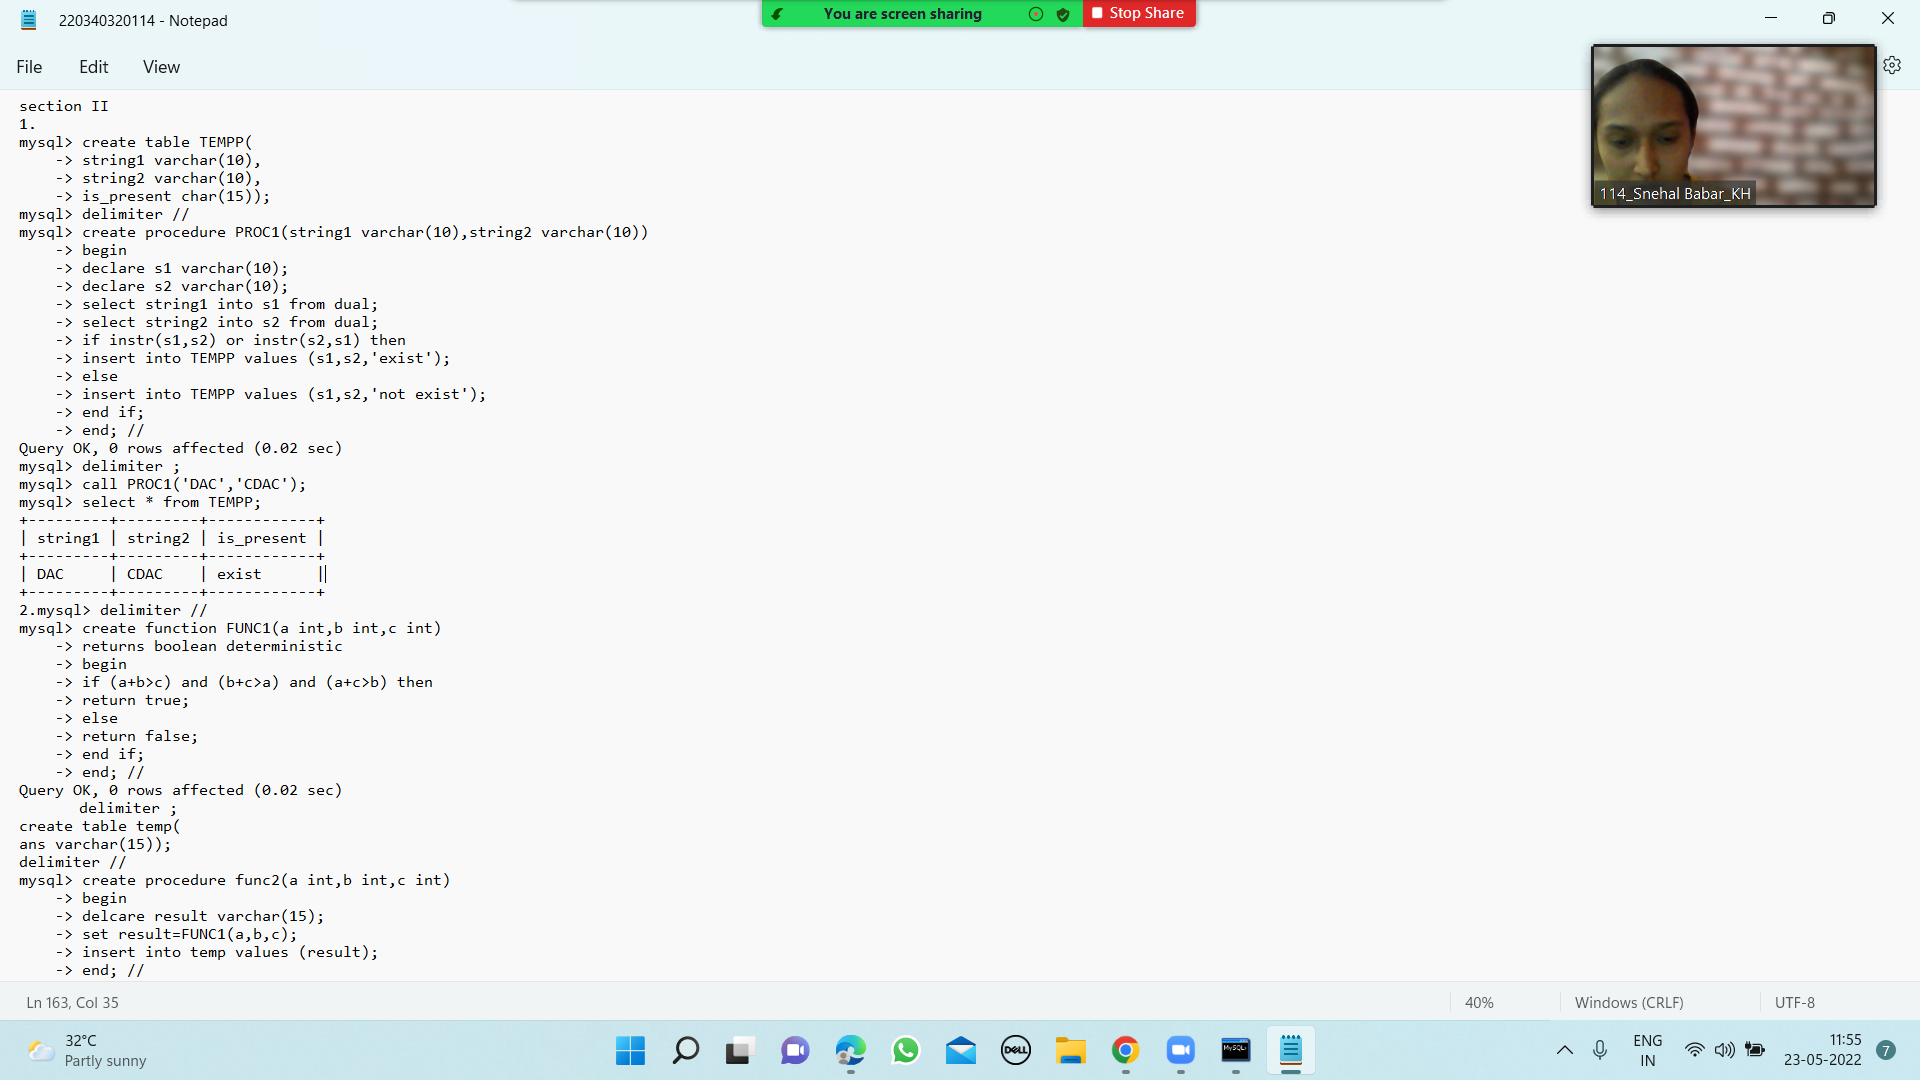 220340320114 - Notepad
You are screen sharing
Stop Share
File Edit View
114_Snehal Babar_KH
section II
1.
mysql> create table TEMPP(
-> string1 varchar(10),
-> string2 varchar(10),
-> is_present char(15));
mysql> delimiter //
mysql> create procedure PROC1(string1 varchar(10),string2 varchar(10))
-> begin
-> declare s1 varchar(10);
-> declare s2 varchar(10);
-> select string1 into s1 from dual;
-> select string2 into s2 from dual;
-> if instr(s1,s2) or instr(s2,s1) then
-> insert into TEMPP values (s1,s2,'exist');
-> else
-> insert into TEMPP values (s1,s2,'not exist');
-> end if;
-> end; //
Query OK, 0 rows affected (0.02 sec)
mysql> delimiter ;
mysql> call PROC1('DAC','CDAC');
mysql> select * from TEMPP;
+---------+---------+------------+
| string1 | string2 | is_present |
+---------+---------+------------+
| DAC     | CDAC    | exist      |
+---------+---------+------------+
2.mysql> delimiter //
mysql> create function FUNC1(a int,b int,c int)
-> returns boolean deterministic
-> begin
-> if (a+b>c) and (b+c>a) and (a+c>b) then
-> return true;
-> else
-> return false;
-> end if;
-> end; //
Query OK, 0 rows affected (0.02 sec)
delimiter ;
create table temp(
ans varchar(15));
delimiter //
mysql> create procedure func2(a int,b int,c int)
-> begin
-> delcare result varchar(15);
-> set result=FUNC1(a,b,c);
-> insert into temp values (result);
-> end; //
Ln 163, Col 35
40%
Windows (CRLF)
UTF-8
32°C
Partly sunny
DELL
MySQL
ENG
IN
11:55
23-05-2022
7